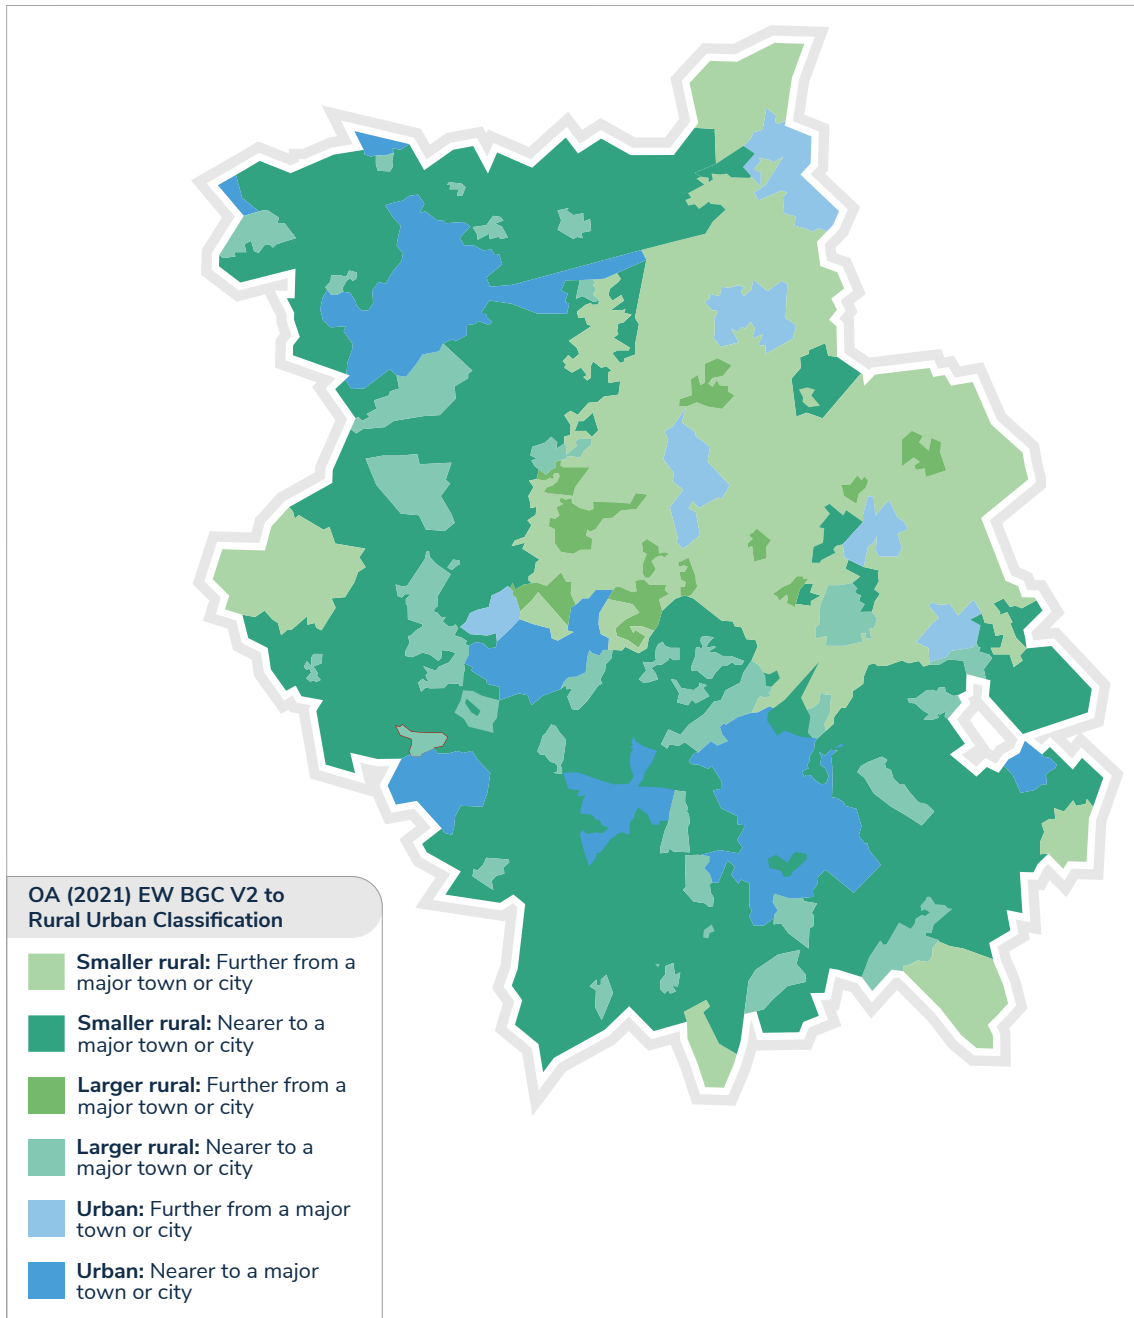 OA (2021) EW BGC V2 to
Rural Urban Classification
Smaller rural: Further from a
major town or city
Smaller rural: Nearer to a
major town or city
Larger rural: Further from a
major town or city
Larger rural: Nearer to a
major town or city
Urban: Further from a major
town or city
Urban: Nearer to a major
town or city